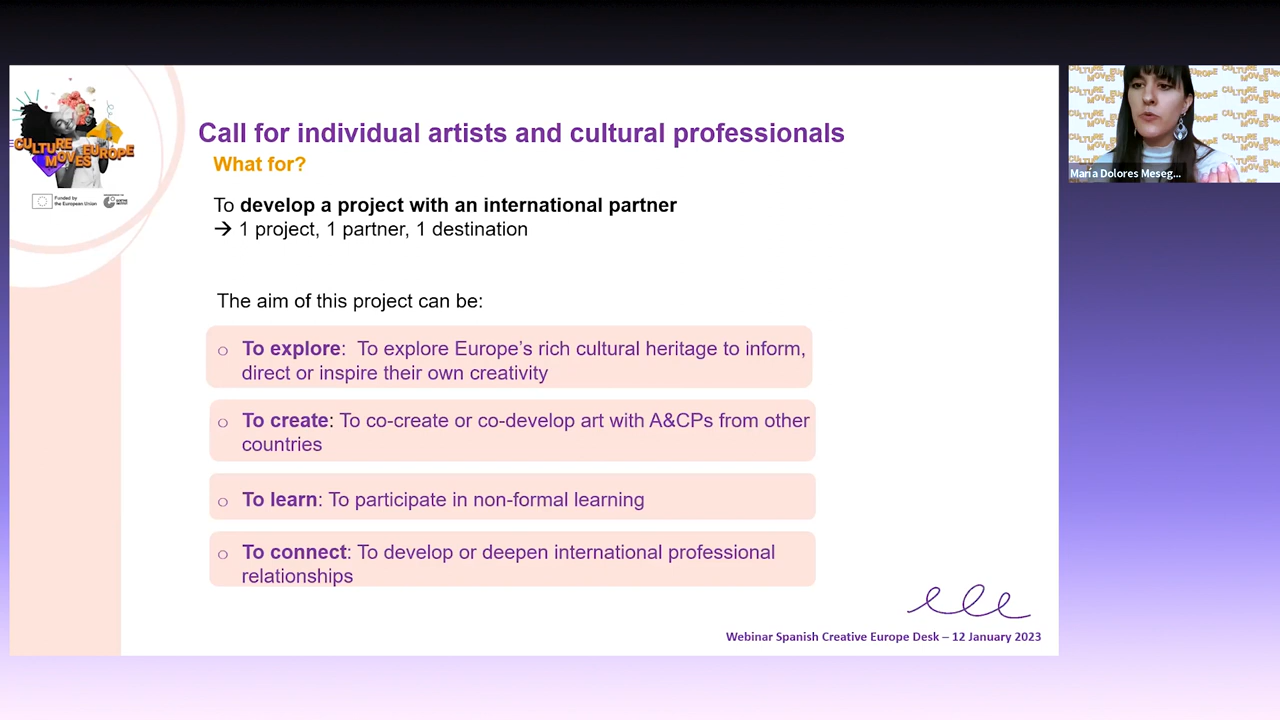 Call for individual artists and cultural professionals
What for?
To develop a project with an international partner
→ 1 project, 1 partner, 1 destination
The aim of this project can be:
o To explore: To explore Europe’s rich cultural heritage to inform,
direct or inspire their own creativity
o To create: To co-create or co-develop art with A&CPs from other
countries
o To learn: To participate in non-formal learning
o To connect: To develop or deepen international professional
relationships
Webinar Spanish Creative Europe Desk – 12 January 2023
CULTURE
MOVES
EUROPE
Funded by
the European Union
GOETHE
INSTITUT
María Dolores Meseg...